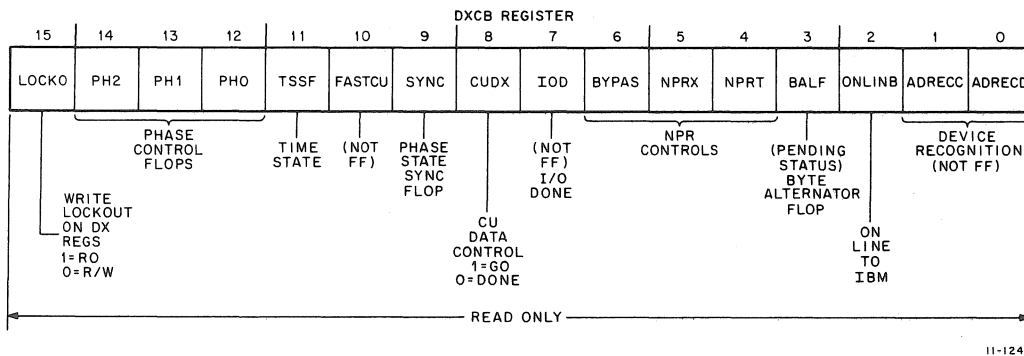 DXCB REGISTER
15 14 13 12 11 10 9 8 7 6 5 4 3 2 1 0
LOCKO PH2 PH1 PH0 TSSF FASTCU SYNC CUDX IOD BYPAS NPRX NPRT BALF ONLINB ADRECC ADRECD
PHASE
CONTROL
FLOPS
TIME
STATE
(NOT
FF)
PHASE
STATE
SYNC
FLOP
(NOT
FF)
I/O
DONE
NPR
CONTROLS
(PENDING
STATUS)
BYTE
ALTERNATOR
FLOP
DEVICE
RECOGNITION
(NOT FF)
WRITE
LOCKOUT
ON DX
REGS
1=RO
0=R/W
CU
DATA
CONTROL
1=GO
0=DONE
ON
LINE
TO
IBM
READ ONLY
11-124